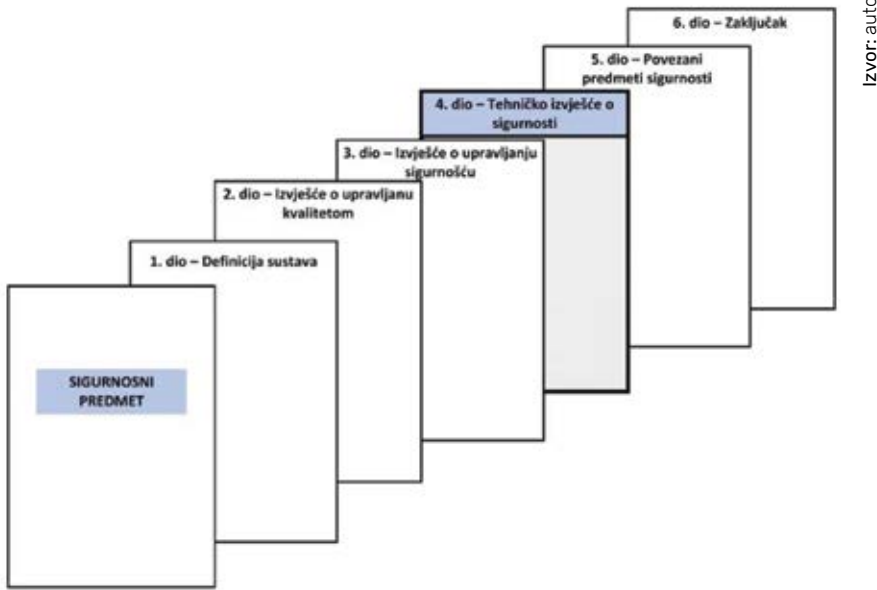 6. dio – Zaključak
5. dio – Povezani
predmeti sigurnosti
4. dio – Tehničko izvješće o
sigurnosti
3. dio – Izvješće o upravljanju
sigurnošću
2. dio – Izvješće o upravljanu
kvalitetom
1. dio – Definicija sustava
SIGURNOSNI
PREDMET
Izvor: